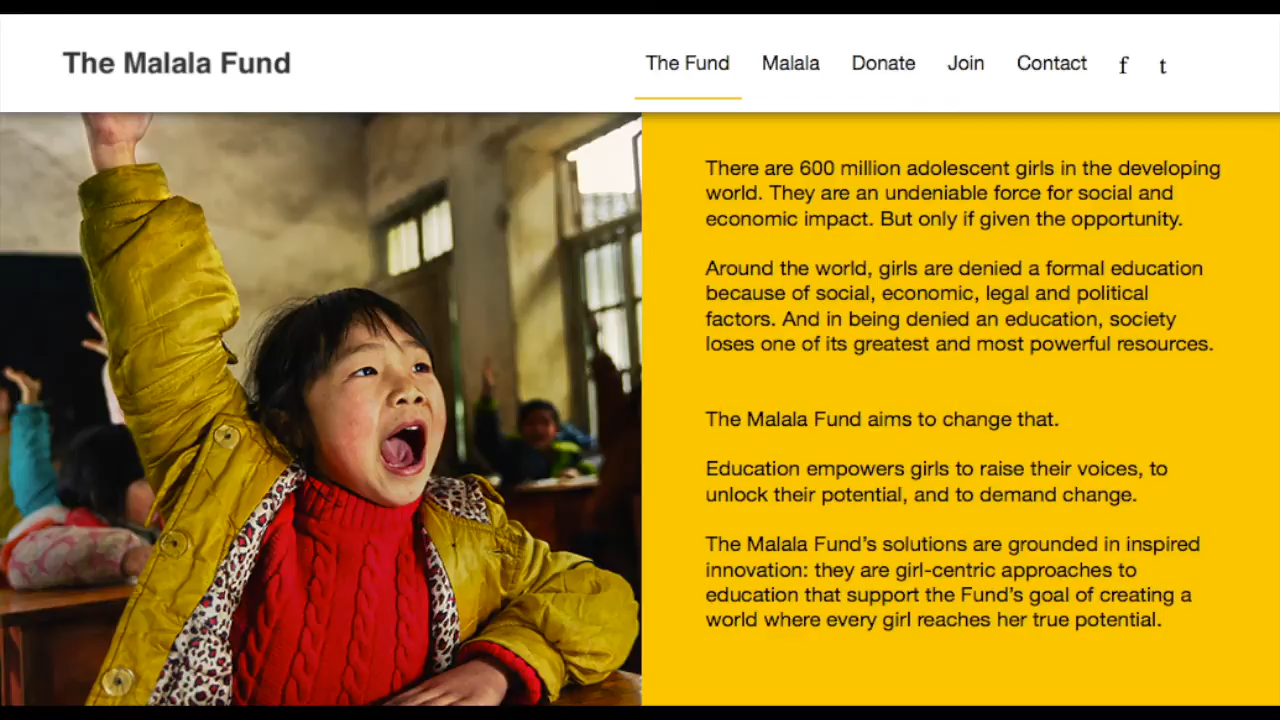 The Malala Fund
The Fund Malala Donate Join Contact f t
There are 600 million adolescent girls in the developing
world. They are an undeniable force for social and
economic impact. But only if given the opportunity.
Around the world, girls are denied a formal education
because of social, economic, legal and political
factors. And in being denied an education, society
loses one of its greatest and most powerful resources.
The Malala Fund aims to change that.
Education empowers girls to raise their voices, to
unlock their potential, and to demand change.
The Malala Fund’s solutions are grounded in inspired
innovation: they are girl-centric approaches to
education that support the Fund’s goal of creating a
world where every girl reaches her true potential.